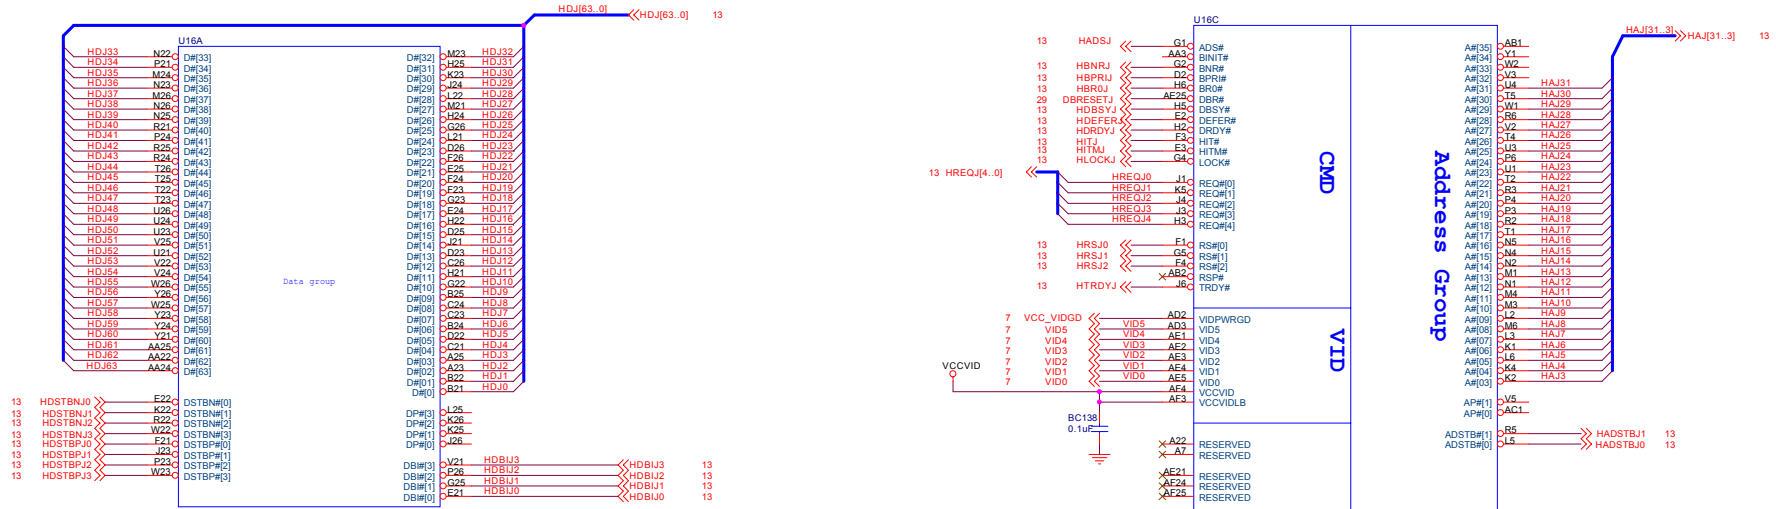 HDJ[63..0] HDJ[63..0] 13
U16A
HDJ33 N22 D#[33] D#[32] M23 HDJ32
HDJ34 P21 D#[34] D#[31] H25 HDJ31
HDJ35 M24 D#[35] D#[30] K23 HDJ30
HDJ36 N23 D#[36] D#[29] J24 HDJ29
HDJ37 M26 D#[37] D#[28] L22 HDJ28
HDJ38 N26 D#[38] D#[27] M21 HDJ27
HDJ39 N25 D#[39] D#[26] H24 HDJ26
HDJ40 R21 D#[40] D#[25] G26 HDJ25
HDJ41 P24 D#[41] D#[24] L21 HDJ24
HDJ42 R25 D#[42] D#[23] D26 HDJ23
HDJ43 R24 D#[43] D#[22] F26 HDJ22
HDJ44 T26 D#[44] D#[21] E25 HDJ21
HDJ45 T25 D#[45] D#[20] F24 HDJ20
HDJ46 T22 D#[46] D#[19] F23 HDJ19
HDJ47 T23 D#[47] D#[18] G23 HDJ18
HDJ48 U26 D#[48] D#[17] E24 HDJ17
HDJ49 U24 D#[49] D#[16] H22 HDJ16
HDJ50 U23 D#[50] D#[15] D25 HDJ15
HDJ51 V25 D#[51] D#[14] J21 HDJ14
HDJ52 U21 D#[52] D#[13] D23 HDJ13
HDJ53 V22 D#[53] D#[12] C26 HDJ12
HDJ54 V24 D#[54] D#[11] H21 HDJ11
HDJ55 W26 D#[55] D#[10] G22 HDJ10
Data group
HDJ56 Y26 D#[56] D#[09] B25 HDJ9
HDJ57 W25 D#[57] D#[08] C24 HDJ8
HDJ58 Y23 D#[58] D#[07] C23 HDJ7
HDJ59 Y24 D#[59] D#[06] B24 HDJ6
HDJ60 Y21 D#[60] D#[05] D22 HDJ5
HDJ61 AA25 D#[61] D#[04] C21 HDJ4
HDJ62 AA22 D#[62] D#[03] A25 HDJ3
HDJ63 AA24 D#[63] D#[02] A23 HDJ2
D#[01] B22 HDJ1
D#[0] B21 HDJ0
13 HDSTBNJ0 E22 DSTBN#[0]
13 HDSTBNJ1 K22 DSTBN#[1] DP#[3] L25
13 HDSTBNJ2 R22 DSTBN#[2] DP#[2] K26
13 HDSTBNJ3 W22 DSTBN#[3] DP#[1] K25
13 HDSTBPJ0 F21 DSTBP#[0] DP#[0] J26
13 HDSTBPJ1 J23 DSTBP#[1]
13 HDSTBPJ2 P23 DSTBP#[2] DBI#[3] V21 HDBIJ3 HDBIJ3 13
13 HDSTBPJ3 W23 DSTBP#[3] DBI#[2] P26 HDBIJ2 HDBIJ2 13
DBI#[1] G25 HDBIJ1 HDBIJ1 13
DBI#[0] E21 HDBIJ0 HDBIJ0 13
U16C
HAJ[31..3] HAJ[31..3] 13
13 HADSJ G1 ADS#
AA3 BINIT#
13 HBNRJ G2 BNR#
13 HBPRIJ D2 BPRI#
13 HBR0J H6 BR0#
29 DBRESETJ AE25 DBR#
13 HDBSYJ H5 DBSY#
13 HDEFERJ E2 DEFER#
13 HDRDYJ H2 DRDY#
13 HITJ F3 HIT#
13 HITMJ E3 HITM#
13 HLOCKJ G4 LOCK#
13 HREQJ[4..0]
HREQJ0 J1 REQ#[0]
HREQJ1 K5 REQ#[1]
HREQJ2 J4 REQ#[2]
HREQJ3 J3 REQ#[3]
HREQJ4 H3 REQ#[4]
13 HRSJ0 F1 RS#[0]
13 HRSJ1 G5 RS#[1]
13 HRSJ2 F4 RS#[2]
AB2 RSP#
13 HTRDYJ J6 TRDY#
CMD
7 VCC_VIDGD AD2 VIDPWRGD
7 VID5 VID5 AD3 VID5
7 VID4 VID4 AE1 VID4
7 VID3 VID3 AE2 VID3
7 VID2 VID2 AE3 VID2
7 VID1 VID1 AE4 VID1
7 VID0 VID0 AE5 VID0
VCCVID
AF4 VCCVID
AF3 VCCVIDLB
VID
BC138
0.1uF
A22 RESERVED
A7 RESERVED
AE21 RESERVED
AF24 RESERVED
AF25 RESERVED
Address Group
A#[35] AB1
A#[34] Y1
A#[33] W2
A#[32] V3
A#[31] U4 HAJ31
A#[30] T5 HAJ30
A#[29] W1 HAJ29
A#[28] R6 HAJ28
A#[27] V2 HAJ27
A#[26] T4 HAJ26
A#[25] U3 HAJ25
A#[24] P6 HAJ24
A#[23] U1 HAJ23
A#[22] T2 HAJ22
A#[21] R3 HAJ21
A#[20] P4 HAJ20
A#[19] P3 HAJ19
A#[18] R2 HAJ18
A#[17] T1 HAJ17
A#[16] N5 HAJ16
A#[15] N4 HAJ15
A#[14] N2 HAJ14
A#[13] M1 HAJ13
A#[12] N1 HAJ12
A#[11] M4 HAJ11
A#[10] M3 HAJ10
A#[09] L2 HAJ9
A#[08] M6 HAJ8
A#[07] L3 HAJ7
A#[06] K1 HAJ6
A#[05] L6 HAJ5
A#[04] K4 HAJ4
A#[03] K2 HAJ3
AP#[1] V5
AP#[0] AC1
ADSTB#[1] R5 HADSTBJ1 13
ADSTB#[0] L5 HADSTBJ0 13